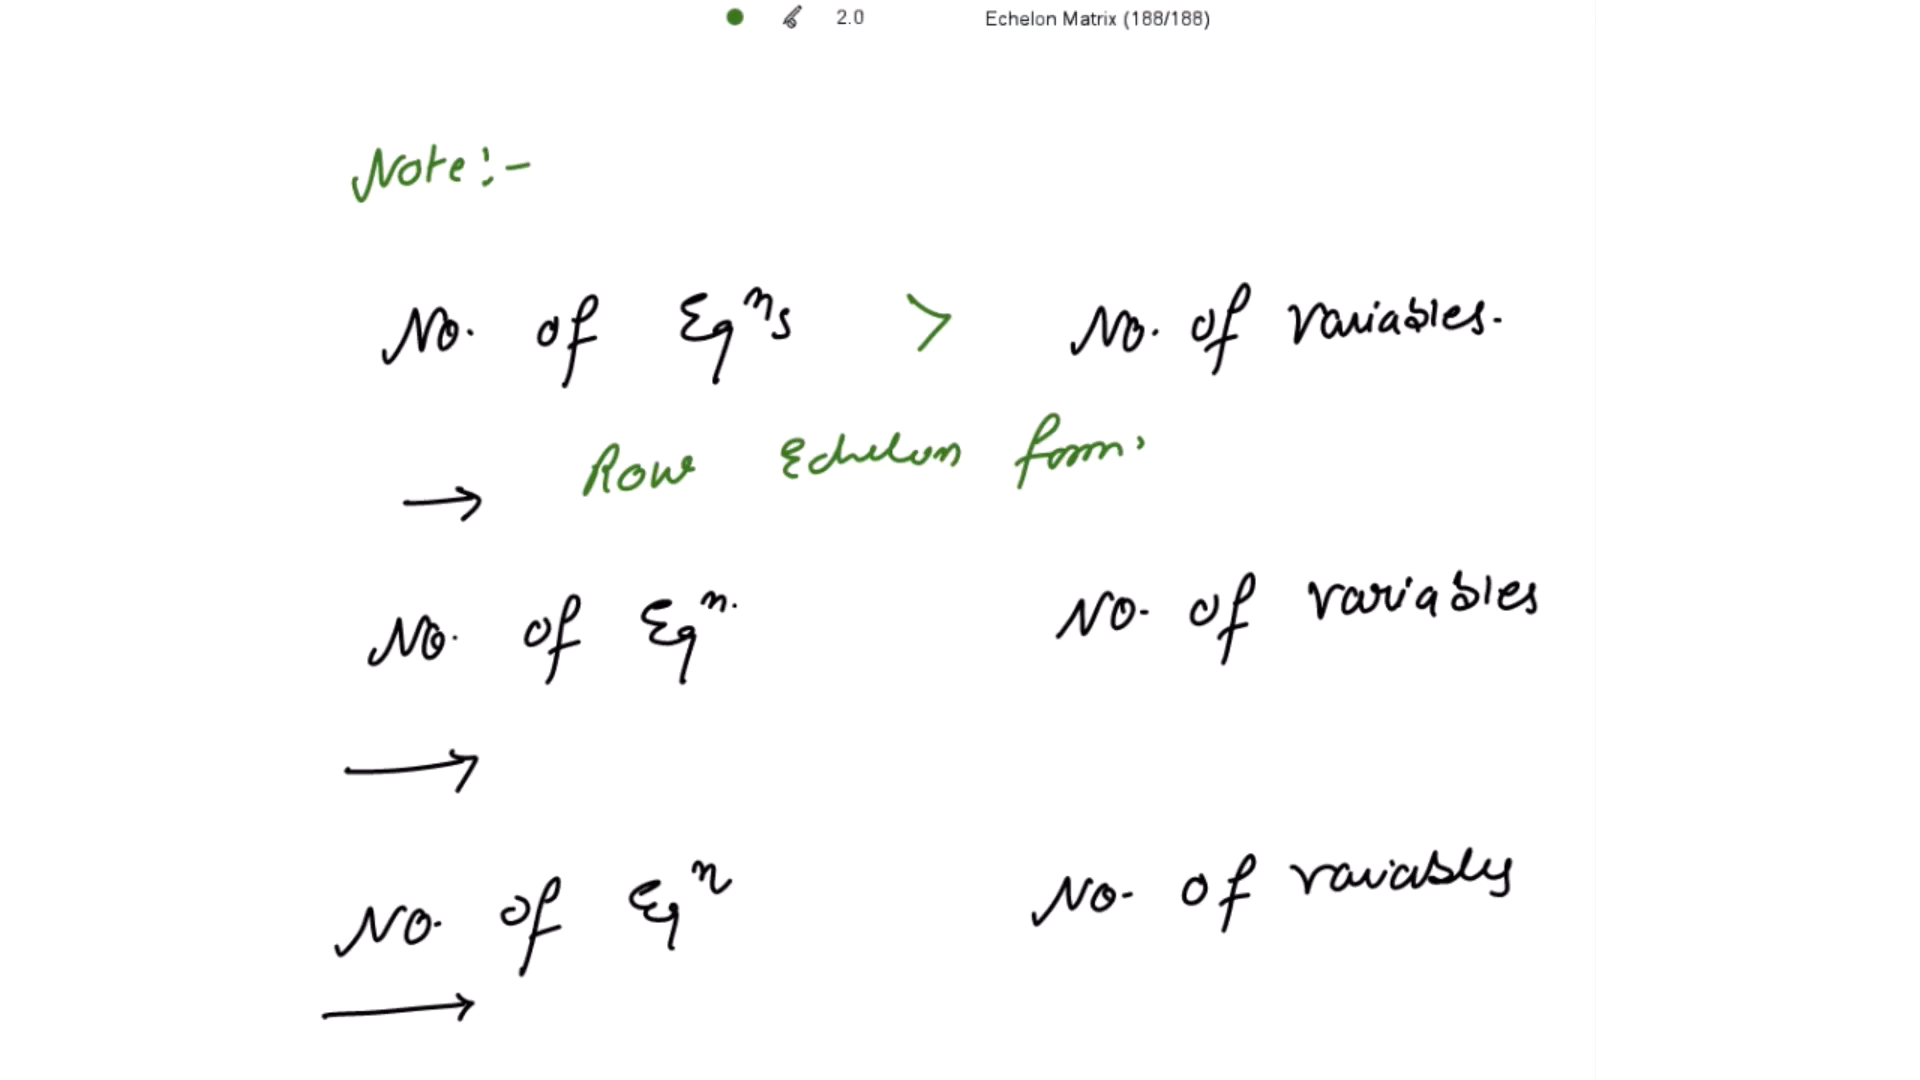 2.0 Echelon Matrix (188/188)
Note:-
No. of Eqⁿs > No. of variables.
→ Row Echelon form.
No. of Eqⁿ. No. of variables
→
No. of Eqⁿ No. of variables
→